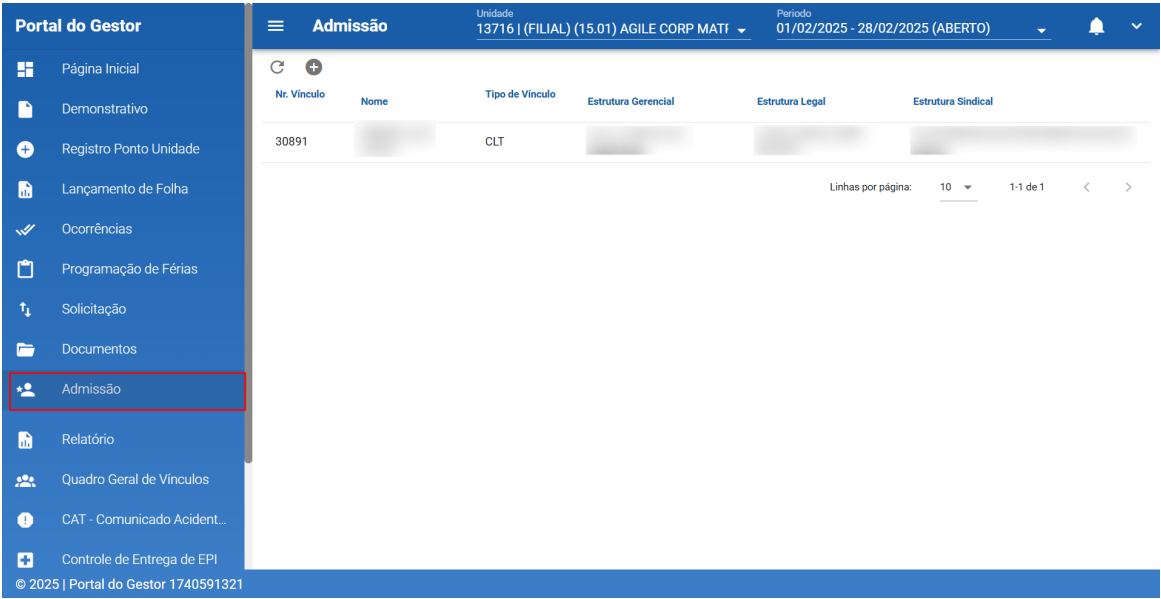 Portal do Gestor
Admissão
Unidade
13716 | (FILIAL) (15.01) AGILE CORP
Periodo
01/02/2025 - 28/02/2025 (ABERTO)
Página Inicial
Demonstrativo
Registro Ponto Unidade
Lançamento de Folha
Ocorrências
Programação de Férias
Solicitação
Documentos
Admissão
Relatório
Quadro Geral de Vínculos
CAT - Comunicado Acident...
Controle de Entrega de EPI
Nr. Vínculo
Nome
Tipo de Vínculo
Estrutura Gerencial
Estrutura Legal
Estrutura Sindical
30891
CLT
Linhas por página:
10
1-1 de 1
© 2025 | Portal do Gestor 1740591321